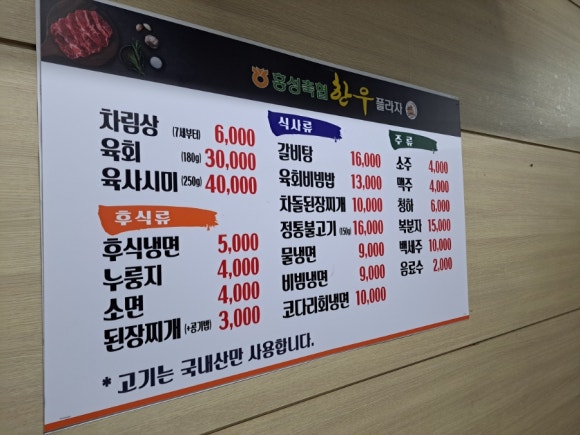 홍성축협 한우 플라자
차림상 (7세부터) 6,000
육회 (180g) 30,000
육사시미 (250g) 40,000
후식류
후식냉면 5,000
누룽지 4,000
소면 4,000
된장찌개 (+공기밥) 3,000
식사류
갈비탕 16,000
육회비빔밥 13,000
차돌된장찌개 10,000
정통불고기 (150g) 16,000
물냉면 9,000
비빔냉면 9,000
코다리회냉면 10,000
주류
소주 4,000
맥주 4,000
청하 6,000
복분자 15,000
백세주 10,000
음료수 2,000
* 고기는 국내산만 사용합니다.